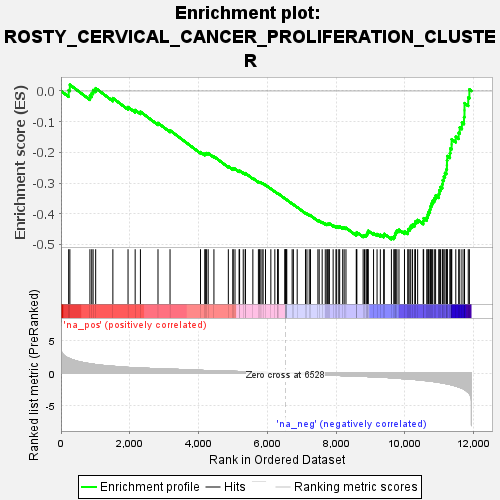 Enrichment plot:
ROSTY_CERVICAL_CANCER_PROLIFERATION_CLUSTE
R
Enrichment score (ES)
0.0
-0.1
-0.2
-0.3
-0.4
-0.5
'na_pos' (positively correlated)
Ranked list metric (PreRanked)
5
0
-5
Zero cross at 6528
'na_neg' (negatively correlated)
0
2,000
4,000
6,000
8,000
10,000
12,000
Rank in Ordered Dataset
Enrichment profile
Hits
Ranking metric scores